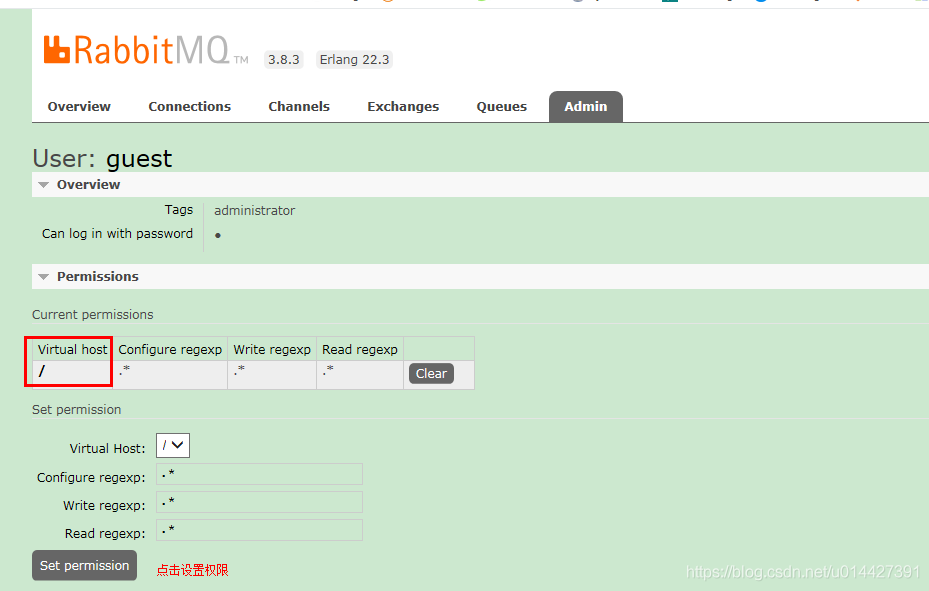 RabbitMQ TM 3.8.3 Erlang 22.3
Overview Connections Channels Exchanges Queues Admin
User: guest
Overview
Tags administrator
Can log in with password •
Permissions
Current permissions
Virtual host Configure regexp Write regexp Read regexp
/ .* .* .* Clear
Set permission
Virtual Host: /
Configure regexp: .*
Write regexp: .*
Read regexp: .*
Set permission 点击设置权限
https://blog.csdn.net/u014427391